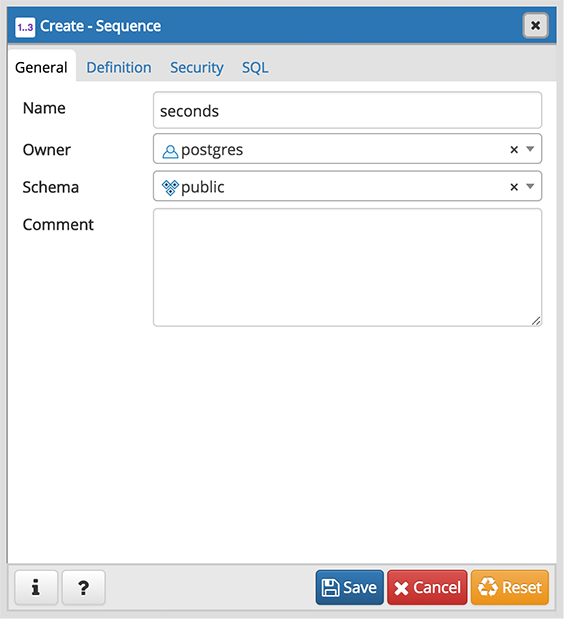 1..3 Create - Sequence
General Definition Security SQL
Name seconds
Owner postgres
Schema public
Comment
i ? Save Cancel Reset